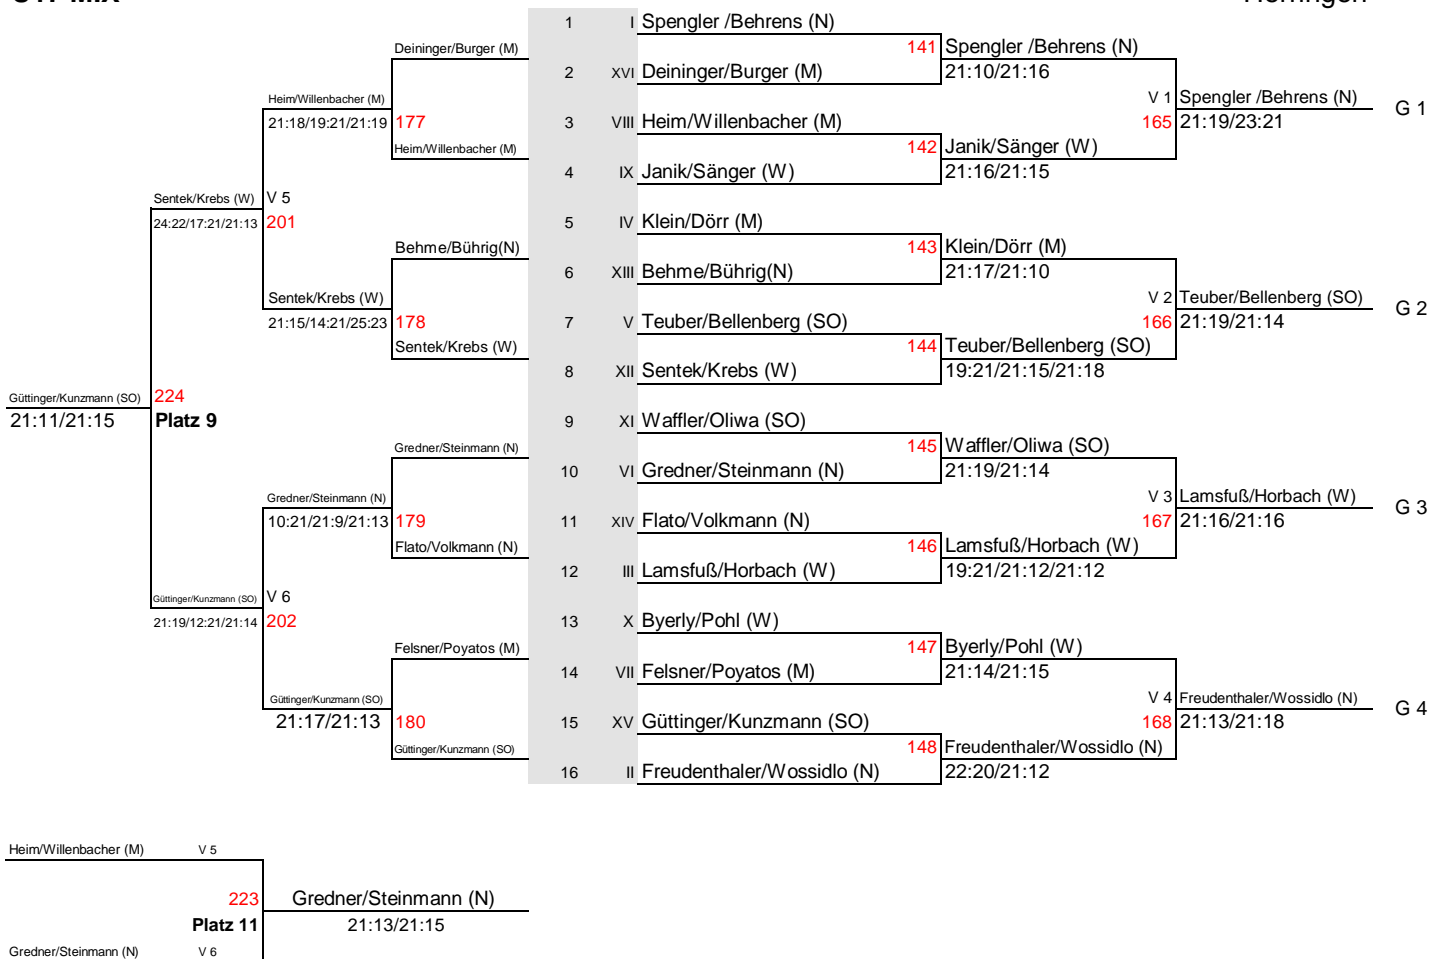 1 I Spengler /Behrens (N)
Deininger/Burger (M) 141 Spengler /Behrens (N)
2 XVI Deininger/Burger (M) 21:10/21:16
Heim/Willenbacher (M) V 1 Spengler /Behrens (N) G 1
21:18/19:21/21:19 177 3 VIII Heim/Willenbacher (M) 165 21:19/23:21
Heim/Willenbacher (M) 142 Janik/Sänger (W)
4 IX Janik/Sänger (W) 21:16/21:15
Sentek/Krebs (W) V 5
24:22/17:21/21:13 201 5 IV Klein/Dörr (M)
Behme/Bührig(N) 143 Klein/Dörr (M)
6 XIII Behme/Bührig(N) 21:17/21:10
Sentek/Krebs (W) V 2 Teuber/Bellenberg (SO) G 2
21:15/14:21/25:23 178 7 V Teuber/Bellenberg (SO) 166 21:19/21:14
Sentek/Krebs (W) 144 Teuber/Bellenberg (SO)
8 XII Sentek/Krebs (W) 19:21/21:15/21:18
Güttinger/Kunzmann (SO) 224
21:11/21:15 Platz 9 9 XI Waffler/Oliwa (SO)
Gredner/Steinmann (N) 145 Waffler/Oliwa (SO)
10 VI Gredner/Steinmann (N) 21:19/21:14
Gredner/Steinmann (N) V 3 Lamsfuß/Horbach (W) G 3
10:21/21:9/21:13 179 11 XIV Flato/Volkmann (N) 167 21:16/21:16
Flato/Volkmann (N) 146 Lamsfuß/Horbach (W)
12 III Lamsfuß/Horbach (W) 19:21/21:12/21:12
Güttinger/Kunzmann (SO) V 6
21:19/12:21/21:14 202 13 X Byerly/Pohl (W)
Felsner/Poyatos (M) 147 Byerly/Pohl (W)
14 VII Felsner/Poyatos (M) 21:14/21:15
Güttinger/Kunzmann (SO) V 4 Freudenthaler/Wossidlo (N) G 4
21:17/21:13 180 15 XV Güttinger/Kunzmann (SO) 168 21:13/21:18
Güttinger/Kunzmann (SO) 148 Freudenthaler/Wossidlo (N)
16 II Freudenthaler/Wossidlo (N) 22:20/21:12
Heim/Willenbacher (M) V 5
223 Gredner/Steinmann (N)
Platz 11 21:13/21:15
Gredner/Steinmann (N) V 6